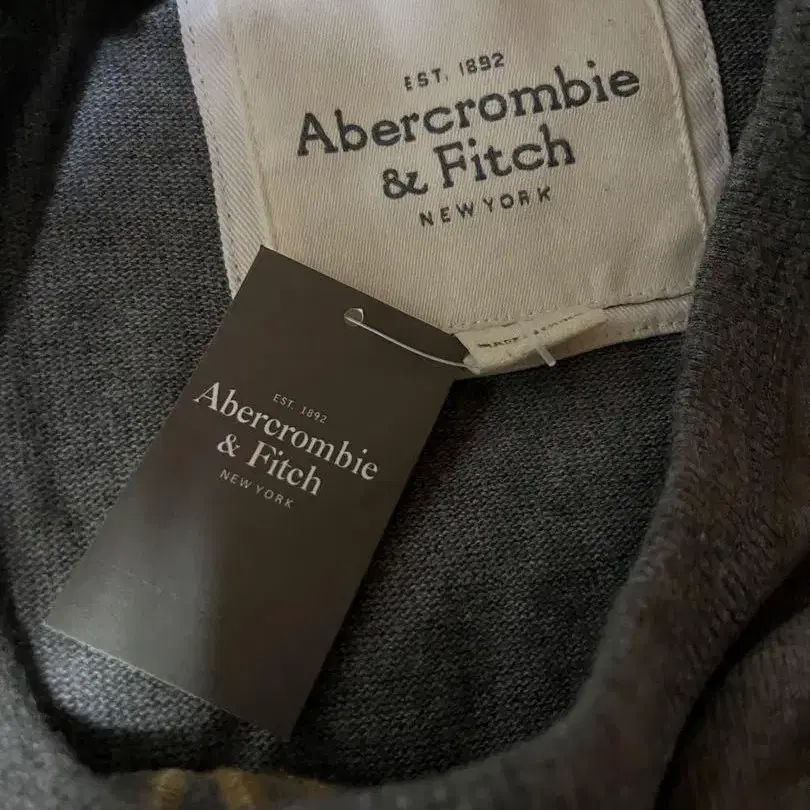 EST. 1892
Abercrombie
& Fitch
NEW YORK
EST. 1892
Abercrombie
& Fitch
NEW YORK